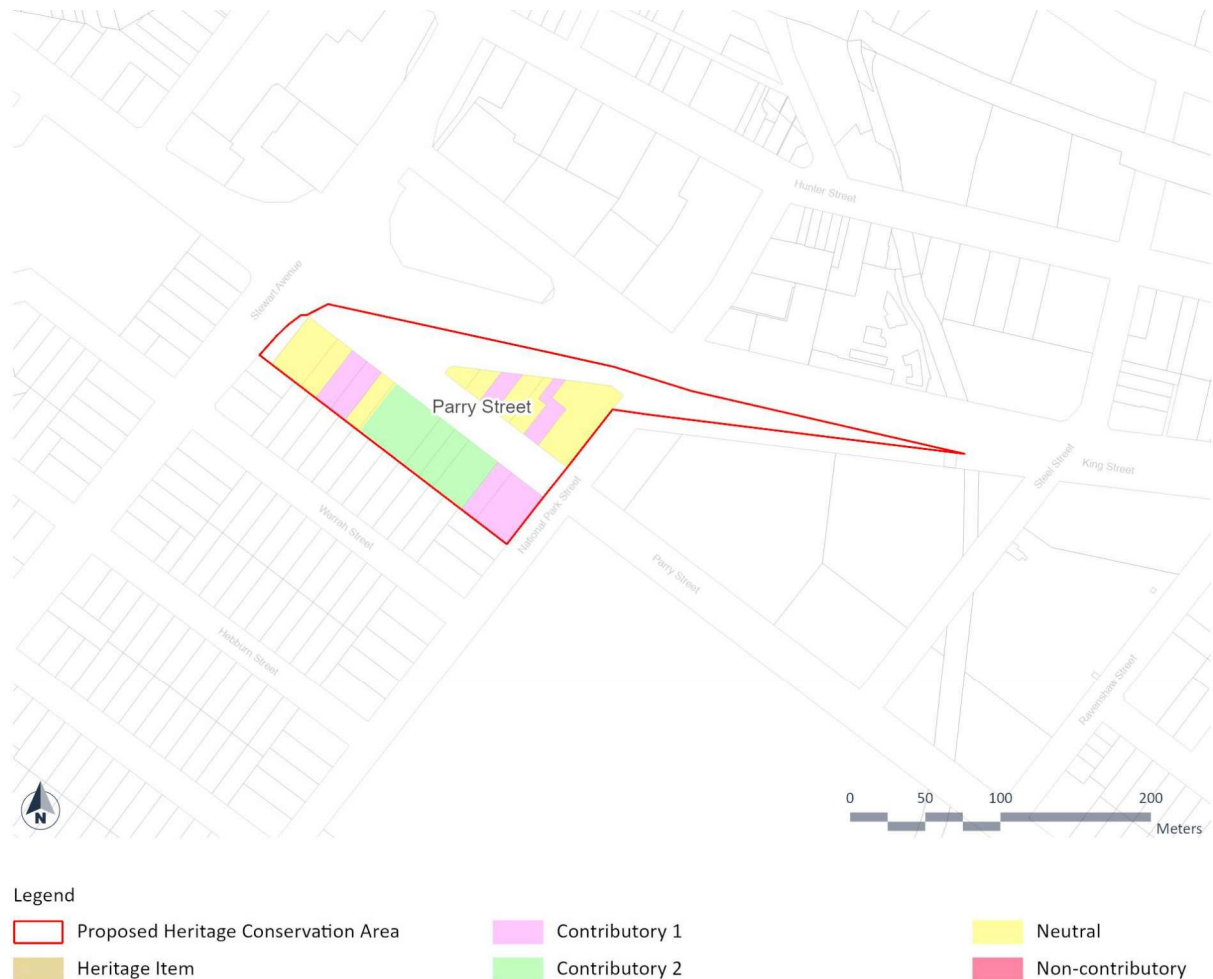 Hunter Street
Stewart Avenue
Parry Street
King Street
Steel Street
National Park Street
Warrah Street
Parry Street
Hebburn Street
Ravenshaw Street
N
0 50 100 200
Meters
Legend
Proposed Heritage Conservation Area
Contributory 1
Neutral
Heritage Item
Contributory 2
Non-contributory